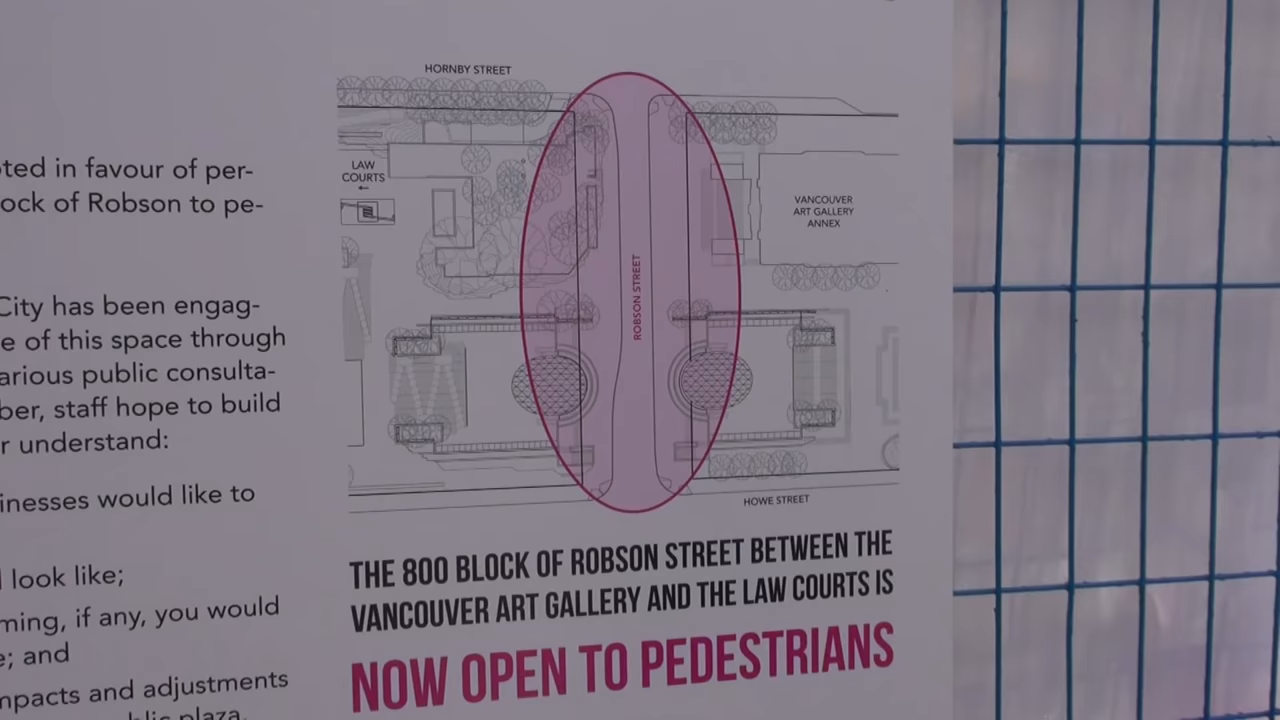 ted in favour of per-
ock of Robson to pe-
City has been engag-
e of this space through
arious public consulta-
ber, staff hope to build
r understand:
inesses would like to
look like;
ming, if any, you would
e; and
mpacts and adjustments
plaza.
HORNBY STREET
LAW
COURTS
←
VANCOUVER
ART GALLERY
ANNEX
ROBSON STREET
HOWE STREET
THE 800 BLOCK OF ROBSON STREET BETWEEN THE
VANCOUVER ART GALLERY AND THE LAW COURTS IS
NOW OPEN TO PEDESTRIANS